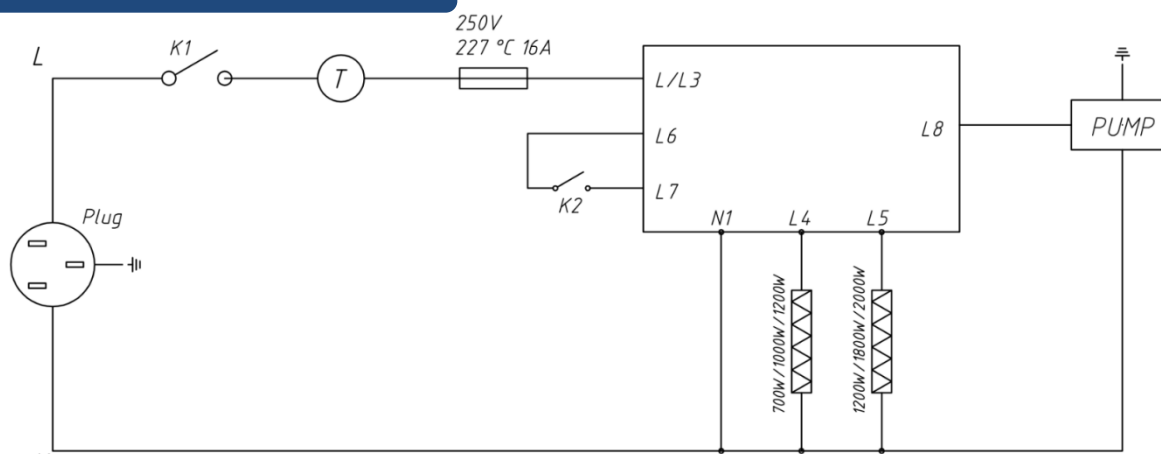 L
K1
T
250V
227 °C 16A
L/L3
L6
L7
K2
L8
PUMP
Plug
N1
L4
L5
700W/1000W/1200W
1200W/1800W/2000W